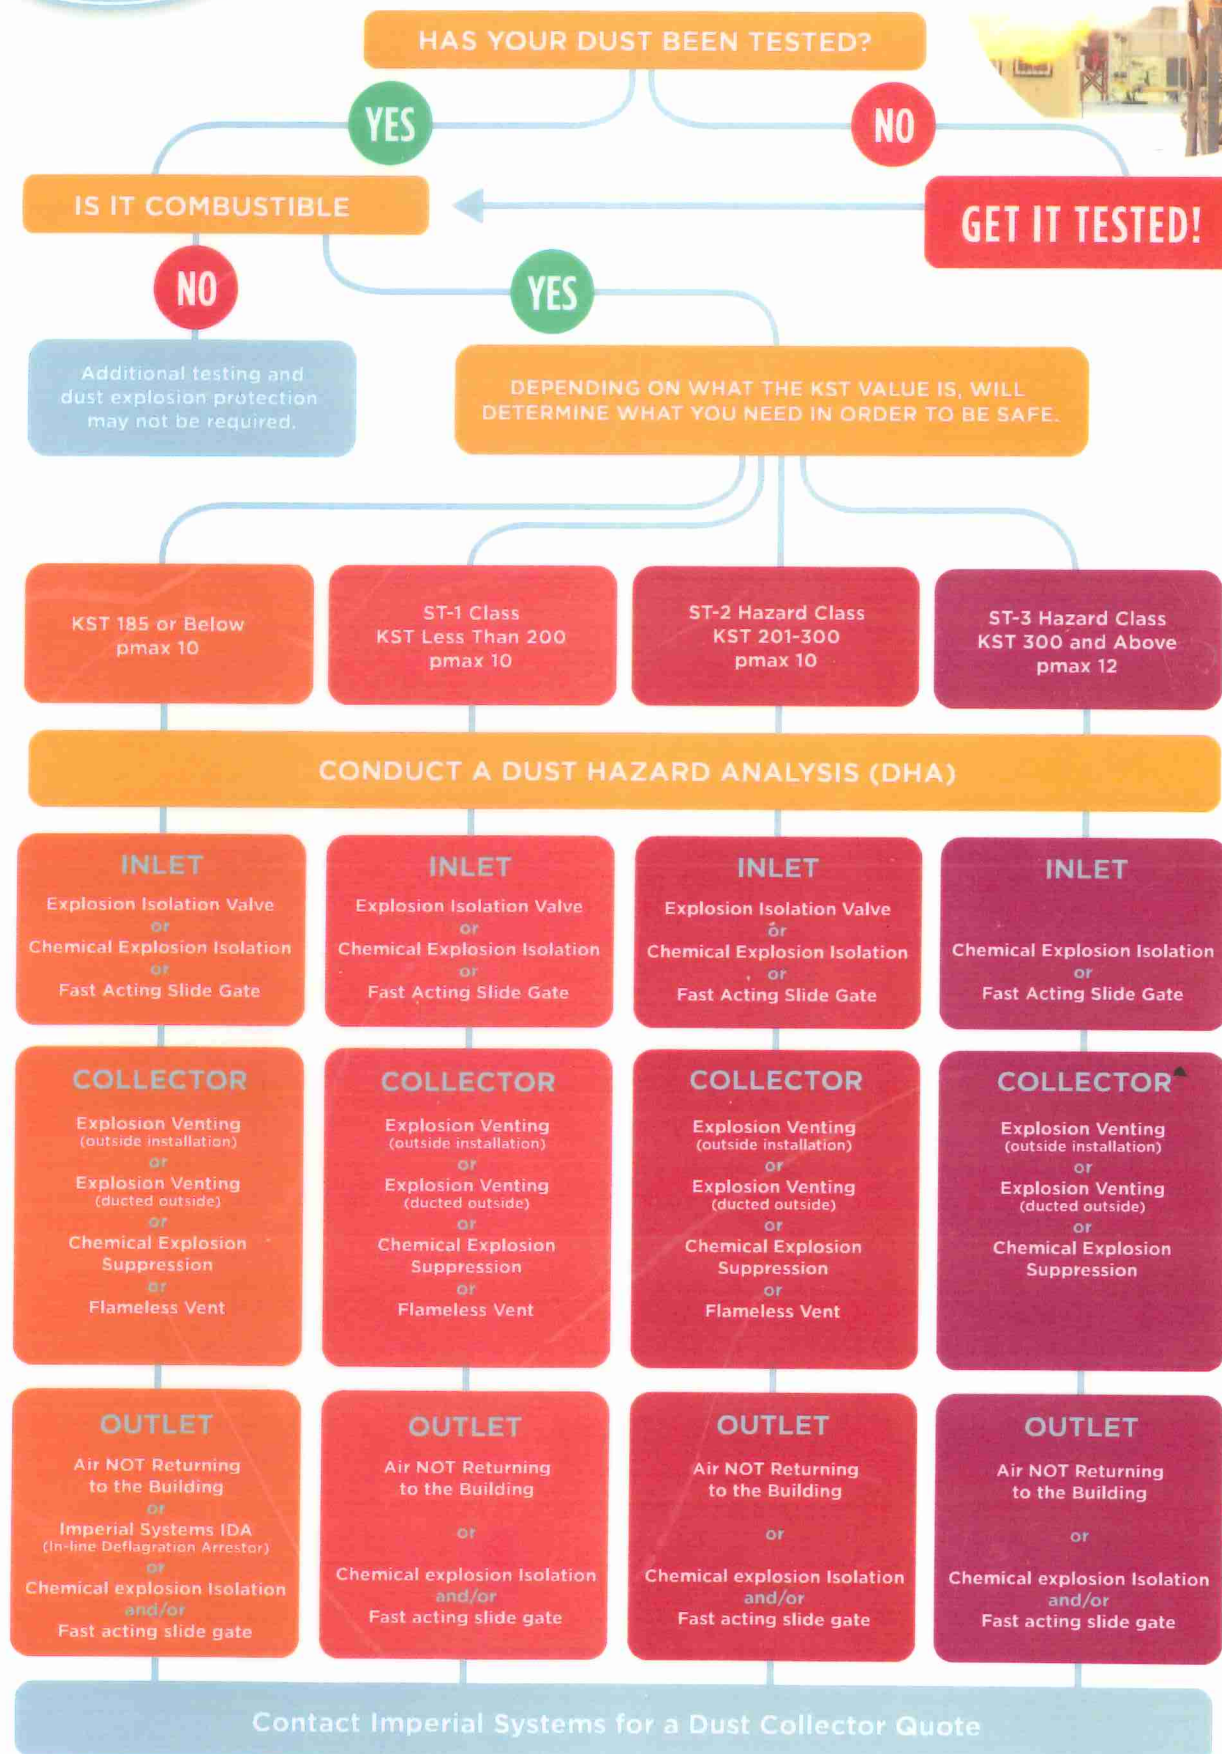 HAS YOUR DUST BEEN TESTED?
YES
NO
IS IT COMBUSTIBLE
GET IT TESTED!
NO
YES
Additional testing and
dust explosion protection
may not be required.
DEPENDING ON WHAT THE KST VALUE IS, WILL
DETERMINE WHAT YOU NEED IN ORDER TO BE SAFE.
KST 185 or Below
pmax 10
ST-1 Class
KST Less Than 200
pmax 10
ST-2 Hazard Class
KST 201-300
pmax 10
ST-3 Hazard Class
KST 300 and Above
pmax 12
CONDUCT A DUST HAZARD ANALYSIS (DHA)
INLET
Explosion Isolation Valve
or
Chemical Explosion Isolation
or
Fast Acting Slide Gate
INLET
Explosion Isolation Valve
or
Chemical Explosion Isolation
or
Fast Acting Slide Gate
INLET
Explosion Isolation Valve
or
Chemical Explosion Isolation
or
Fast Acting Slide Gate
INLET
Chemical Explosion Isolation
or
Fast Acting Slide Gate
COLLECTOR
Explosion Venting
(outside installation)
or
Explosion Venting
(ducted outside)
or
Chemical Explosion
Suppression
or
Flameless Vent
COLLECTOR
Explosion Venting
(outside installation)
or
Explosion Venting
(ducted outside)
or
Chemical Explosion
Suppression
or
Flameless Vent
COLLECTOR
Explosion Venting
(outside installation)
or
Explosion Venting
(ducted outside)
or
Chemical Explosion
Suppression
or
Flameless Vent
COLLECTOR
Explosion Venting
(outside installation)
or
Explosion Venting
(ducted outside)
or
Chemical Explosion
Suppression
OUTLET
Air NOT Returning
to the Building
or
Imperial Systems IDA
(In-line Deflagration Arrestor)
or
Chemical explosion Isolation
and/or
Fast acting slide gate
OUTLET
Air NOT Returning
to the Building
or
Chemical explosion Isolation
and/or
Fast acting slide gate
OUTLET
Air NOT Returning
to the Building
or
Chemical explosion Isolation
and/or
Fast acting slide gate
OUTLET
Air NOT Returning
to the Building
or
Chemical explosion Isolation
and/or
Fast acting slide gate
Contact Imperial Systems for a Dust Collector Quote